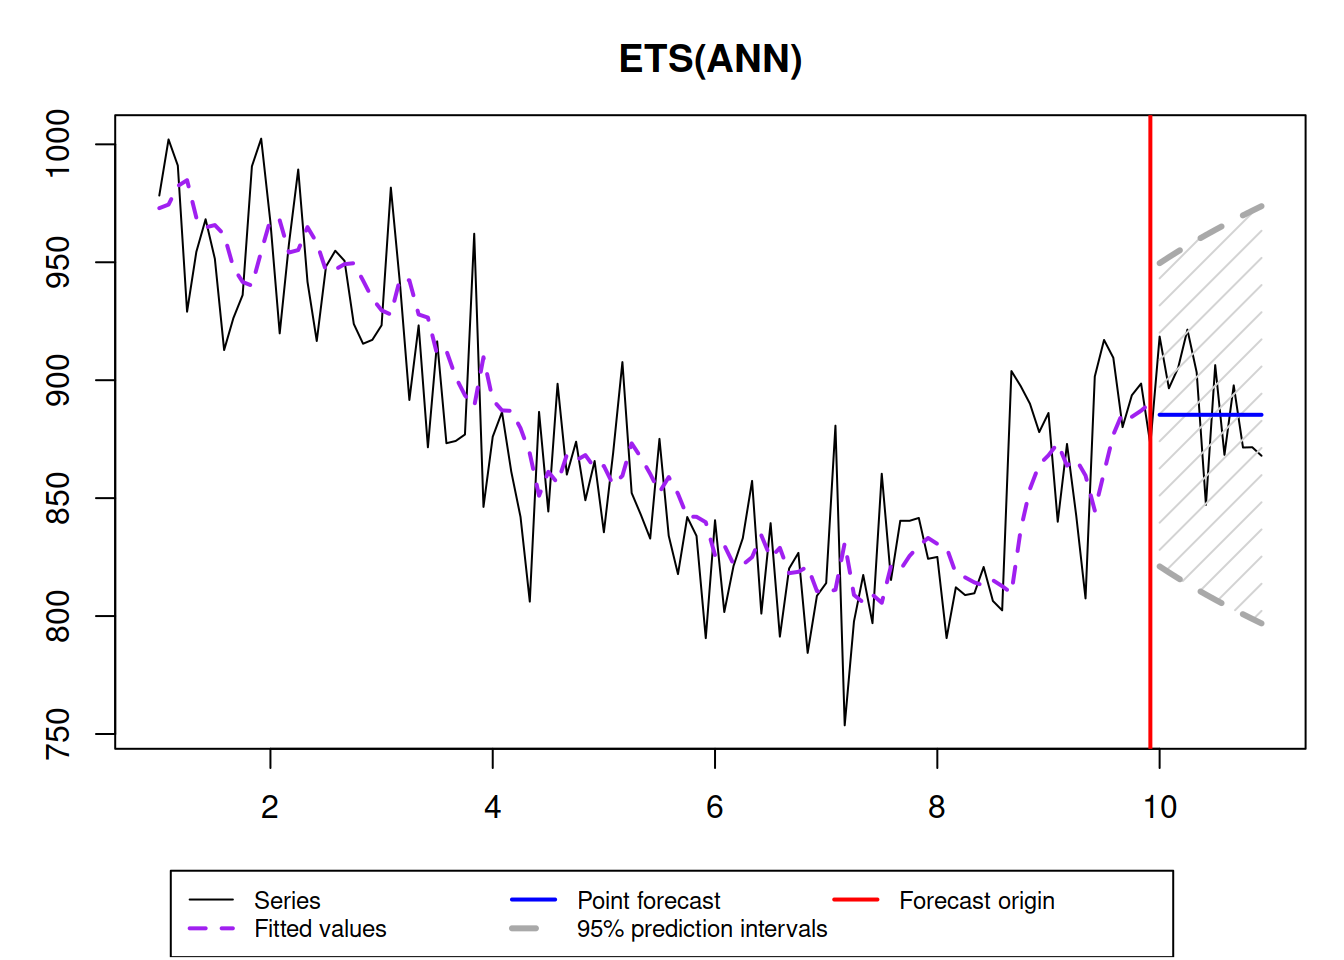 ETS(ANN)
1000
950
900
850
800
750
2 4 6 8 10
Series Point forecast Forecast origin
Fitted values 95% prediction intervals